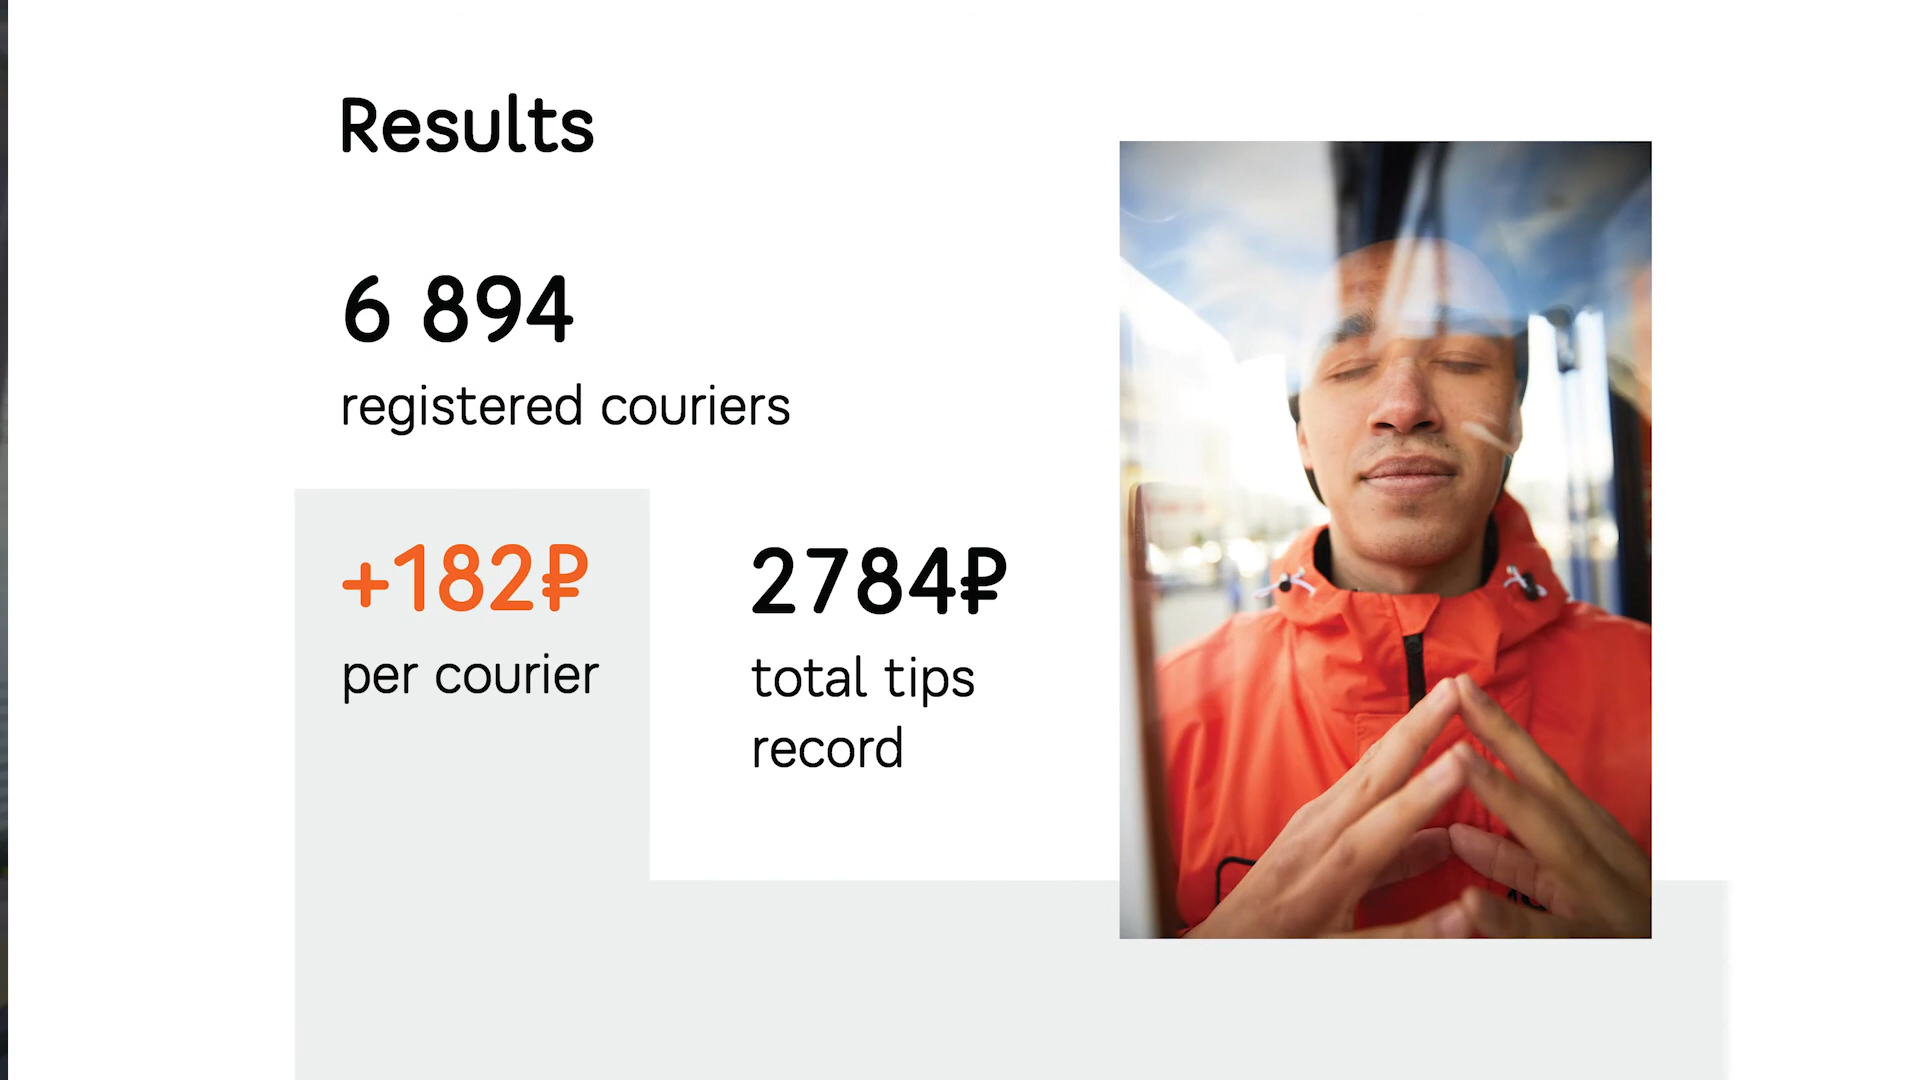 Results
6 894
registered couriers
+182₽
per courier
2784₽
total tips
record